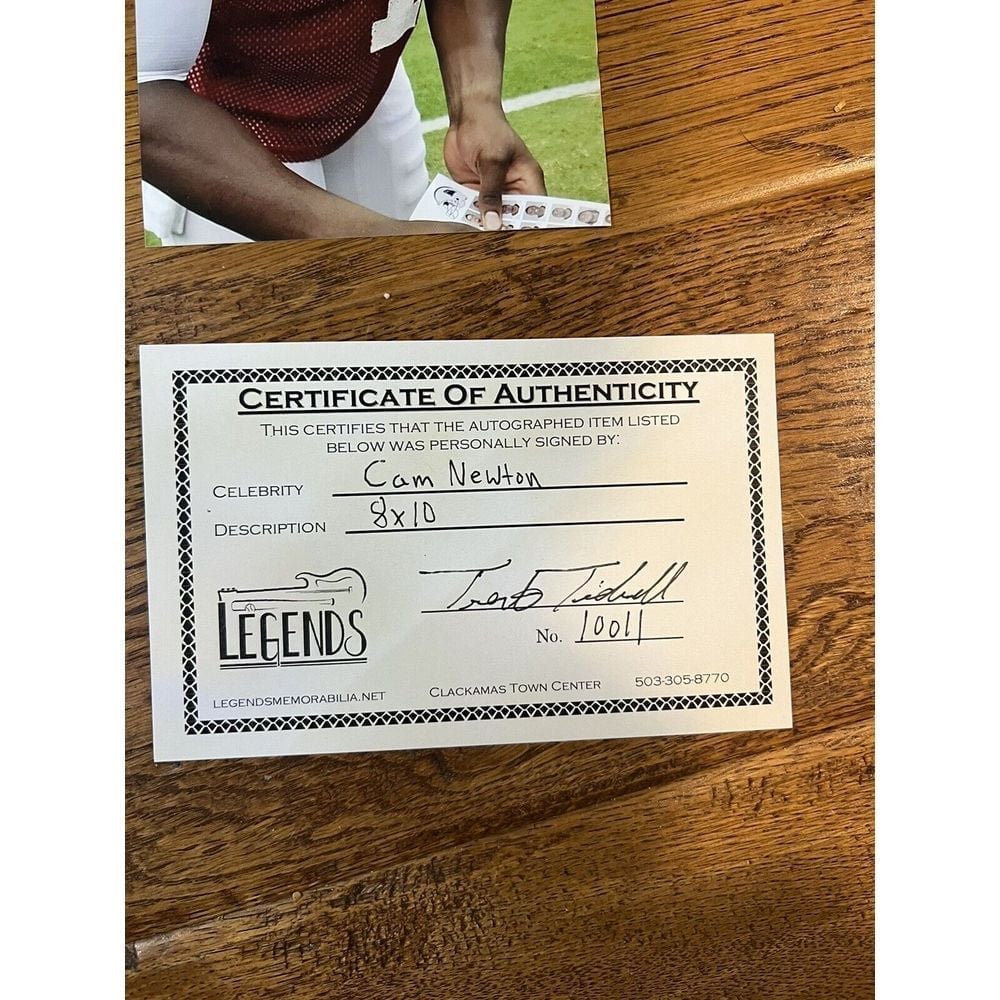 CERTIFICATE OF AUTHENTICITY
THIS CERTIFIES THAT THE AUTOGRAPHED ITEM LISTED
BELOW WAS PERSONALLY SIGNED BY:
CELEBRITY Cam Newton
DESCRIPTION 8x10
LEGENDS
No. 10011
LEGENDSMEMORABILIA.NET CLACKAMAS TOWN CENTER 503-305-8770